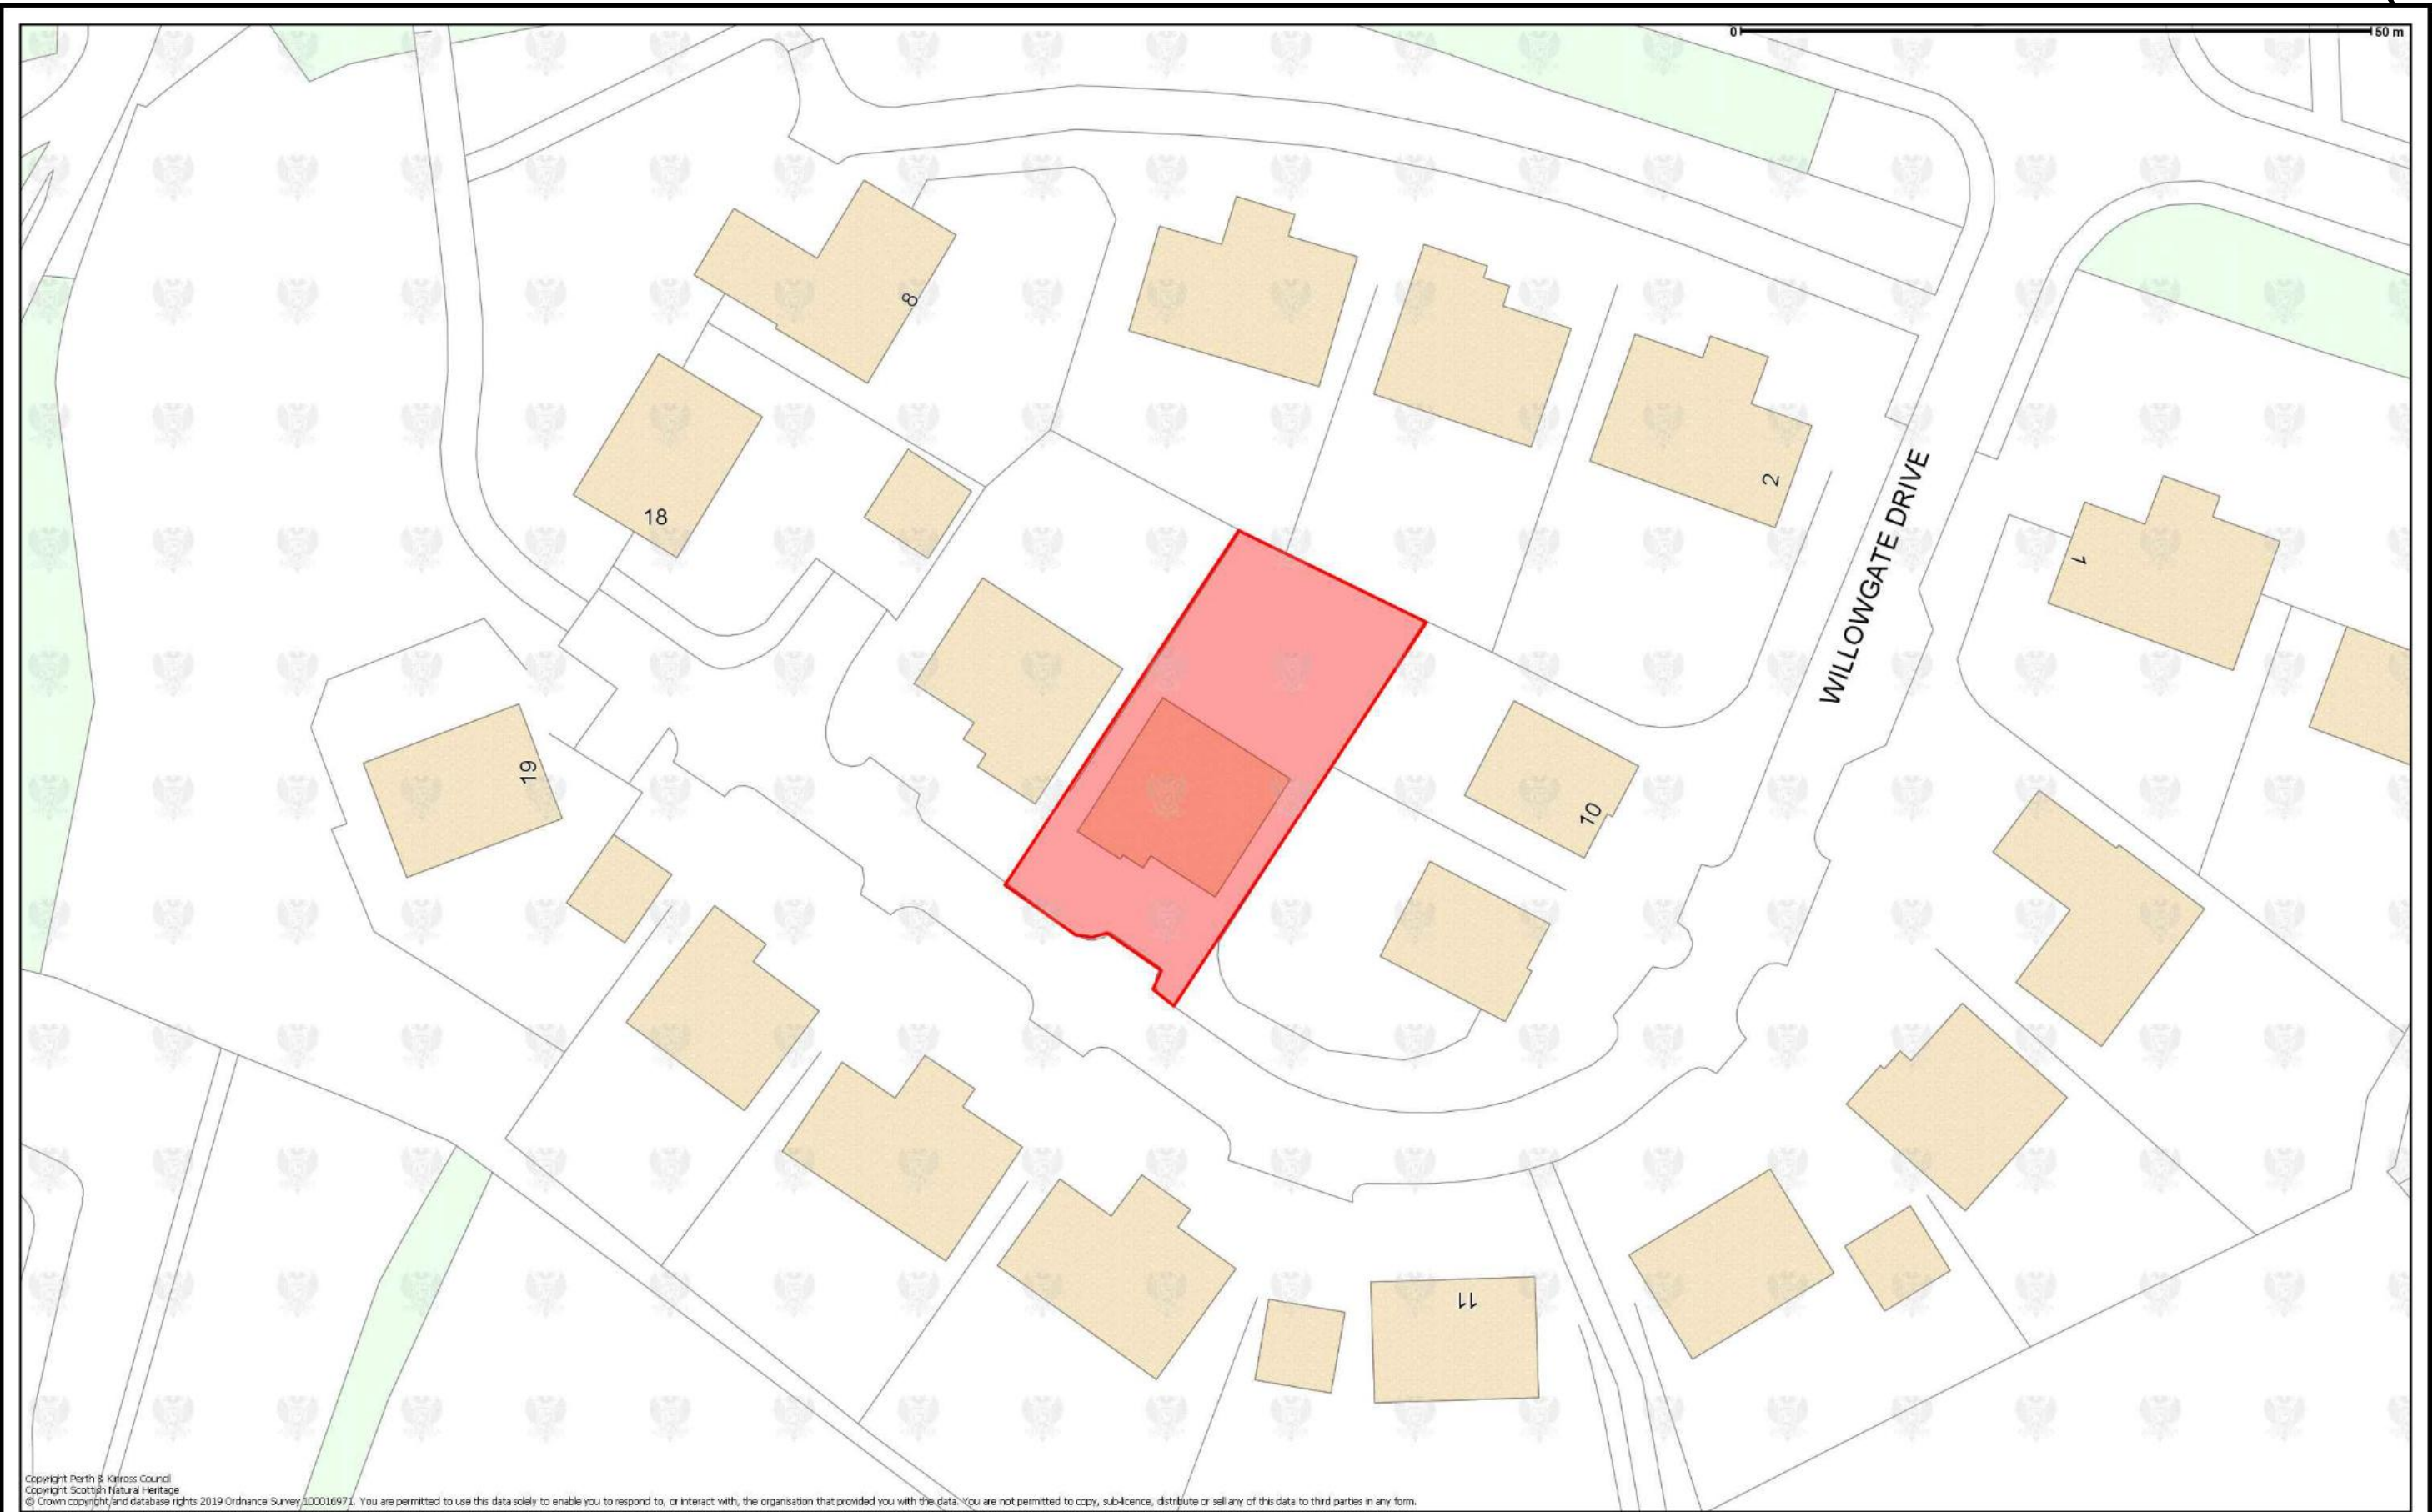 0 50 m
8
18
2
WILLOWGATE DRIVE
1
19
10
11
Copyright Perth & Kinross Council
Copyright Scottish Natural Heritage
© Crown copyright and database rights 2019 Ordnance Survey 100016971. You are permitted to use this data solely to enable you to respond to, or interact with, the organisation that provided you with the data. You are not permitted to copy, sub-licence, distribute or sell any of this data to third parties in any form.